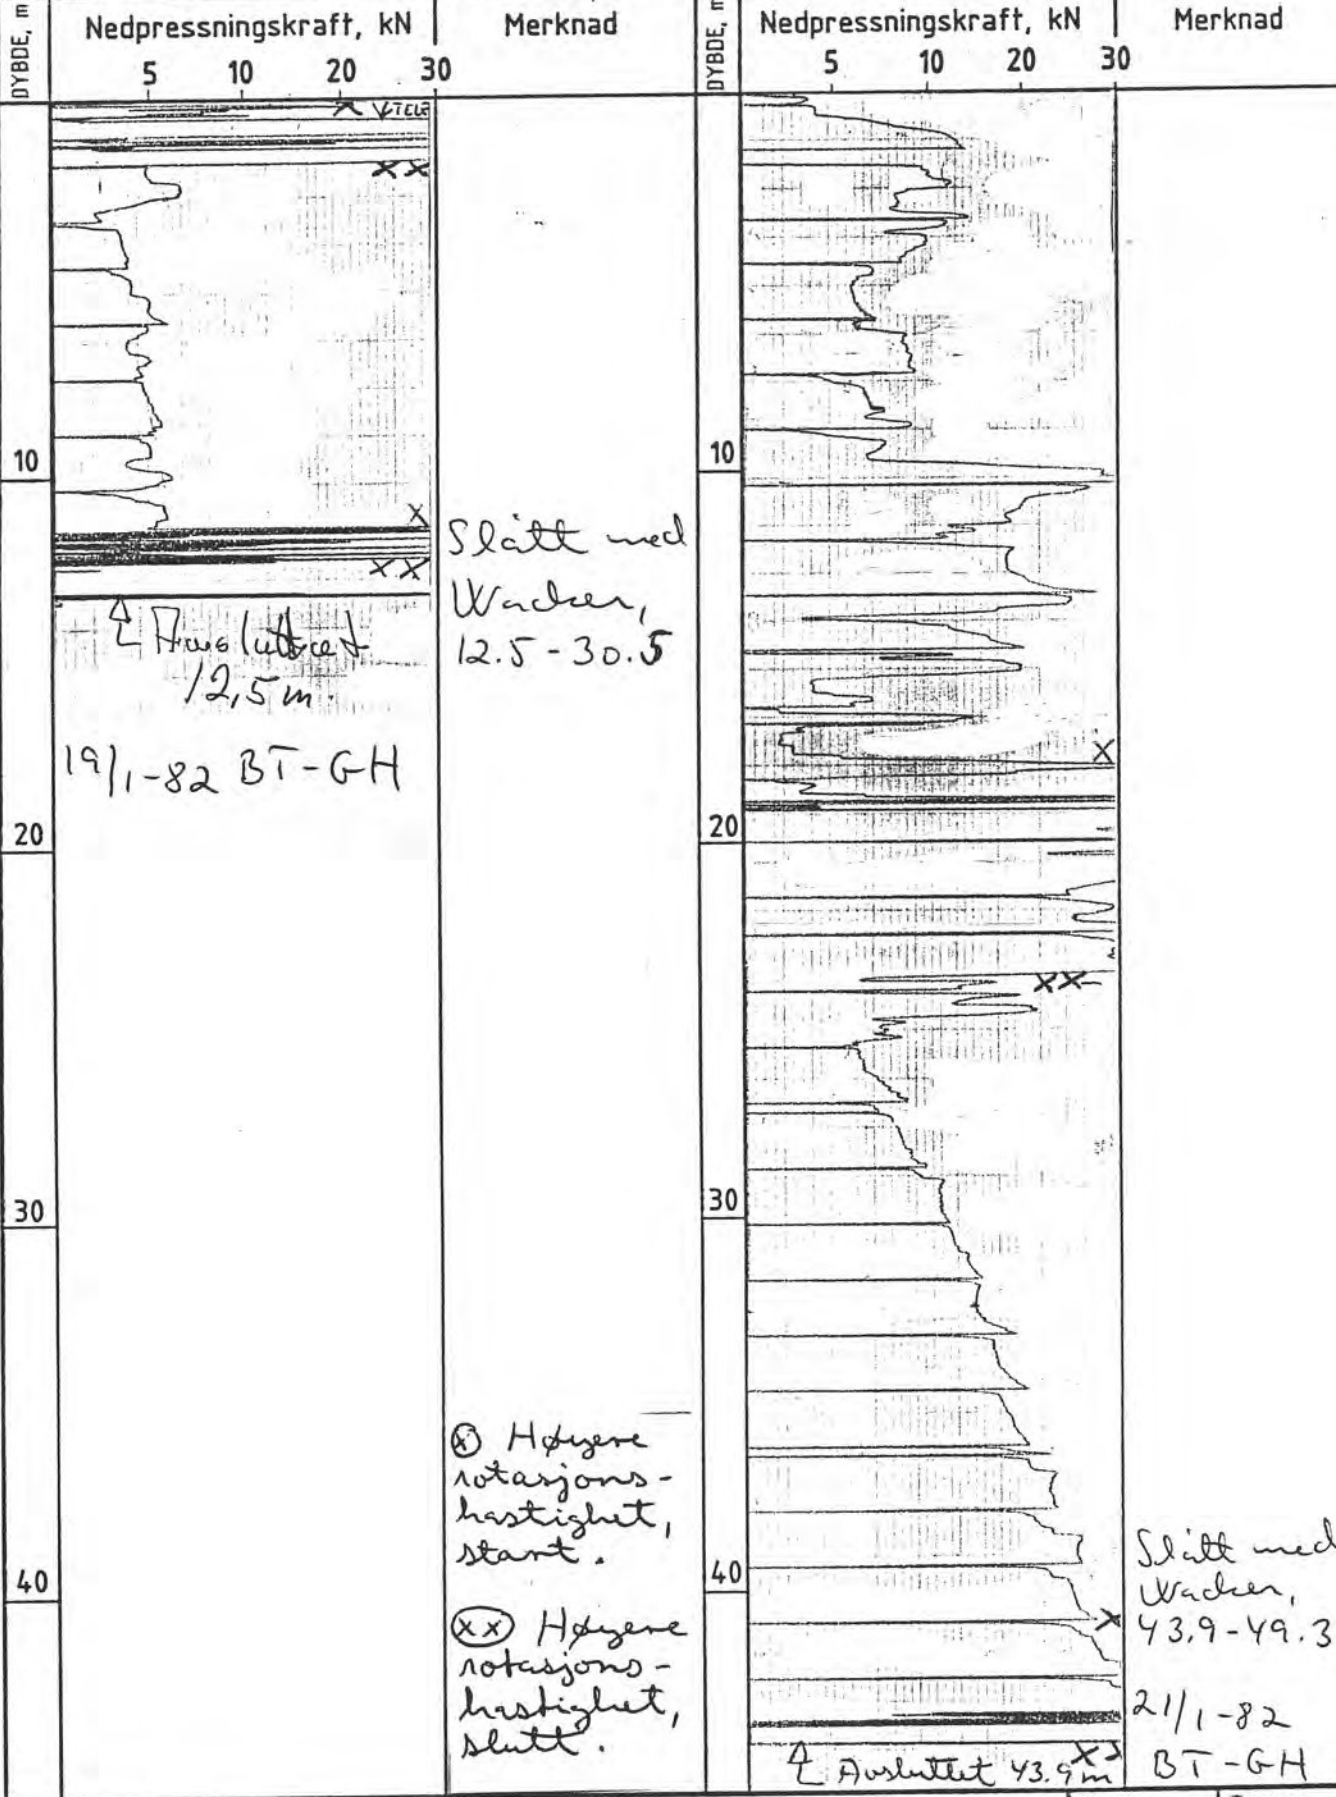 DYBDE, m
Nedpressningskraft, kN
5 10 20 30
Merknad
X TELE
XX
10
X
XX
Avsluttet
12,5 m.
19/1-82 BT-GH
20
30
40
Slått med
Wacker,
12.5-30.5
(x) Høyere
rotasjons-
hastighet,
start.
(xx) Høyere
rotasjons-
hastighet,
slutt.
DYBDE, m
Nedpressningskraft, kN
5 10 20 30
Merknad
10
X
20
XX
30
40
X
XX
Avsluttet 43.9 m
Slått med
Wacker,
43.9-49.3
21/1-82
BT-GH